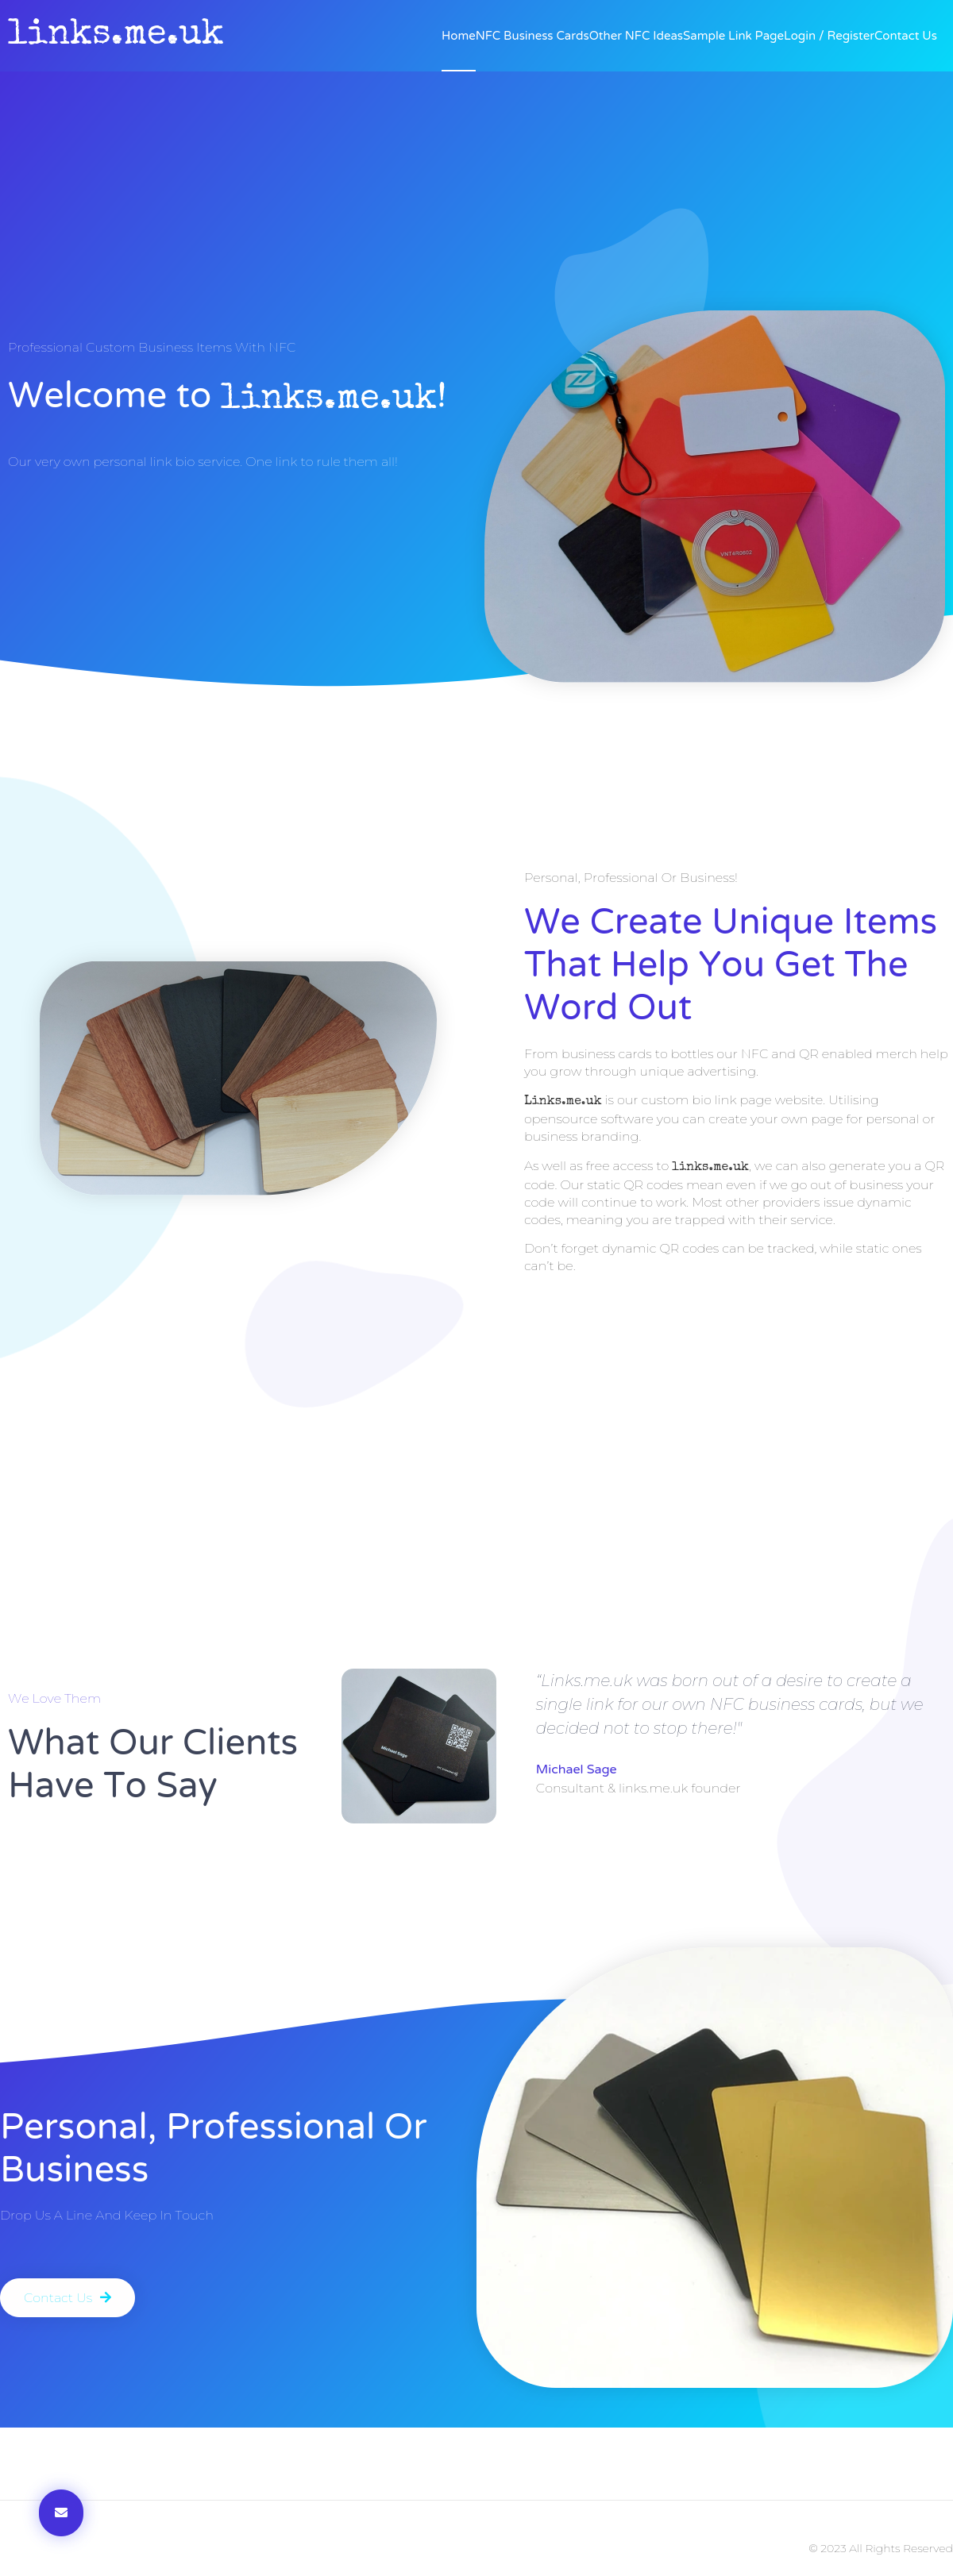 links.me.uk
Home NFC Business Cards Other NFC Ideas Sample Link Page Login / Register Contact Us
Professional Custom Business Items With NFC
Welcome to links.me.uk!
Our very own personal link bio service. One link to rule them all!
VNTAR206C
Personal, Professional Or Business!
We Create Unique Items
That Help You Get The
Word Out
From business cards to bottles our NFC and QR enabled merch help
you grow through unique advertising.
Links.me.uk is our custom bio link page website. Utilising
opensource software you can create your own page for personal or
business branding.
As well as free access to links.me.uk, we can also generate you a QR
code. Our static QR codes mean even if we go out of business your
code will continue to work. Most other providers issue dynamic
codes, meaning you are trapped with their service.
Don’t forget dynamic QR codes can be tracked, while static ones
can’t be.
We Love Them
What Our Clients
Have To Say
Michael Sage
“Links.me.uk was born out of a desire to create a
single link for our own NFC business cards, but we
decided not to stop there!"
Michael Sage
Consultant & links.me.uk founder
Personal, Professional Or
Business
Drop Us A Line And Keep In Touch
Contact Us
© 2023 All Rights Reserved